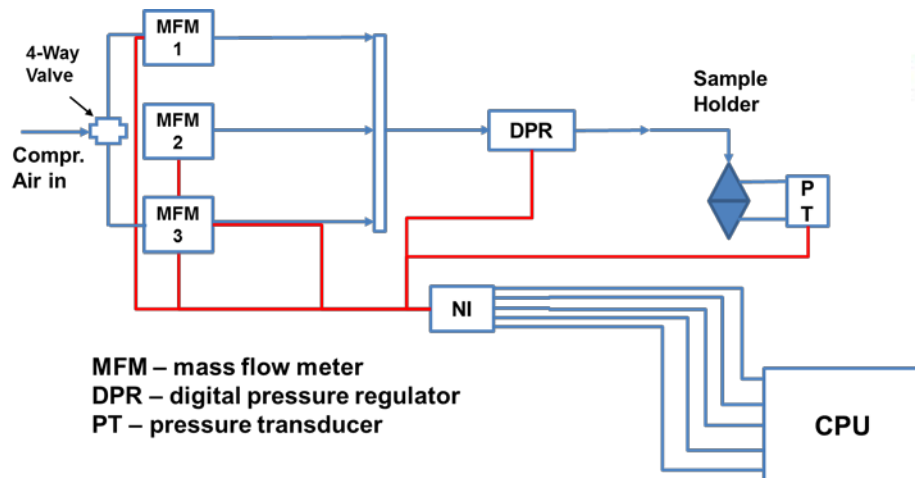 4-Way
Valve
Compr.
Air in
MFM
1
MFM
2
MFM
3
DPR
Sample
Holder
P
T
NI
MFM – mass flow meter
DPR – digital pressure regulator
PT – pressure transducer
CPU